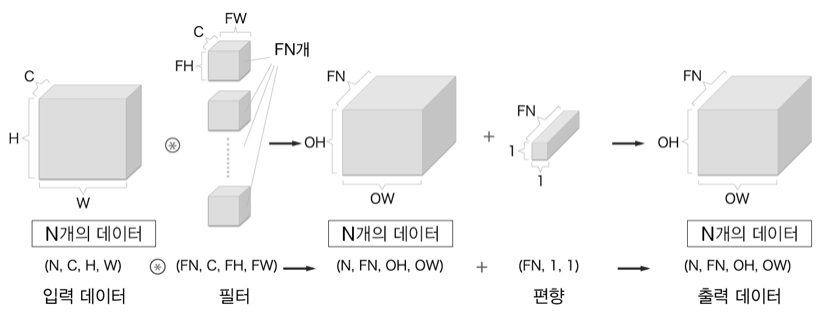 FW
C
FN개
FH
C
H
W
FN
OH
OW
+
FN
1
1
FN
OH
OW
N개의 데이터
N개의 데이터
N개의 데이터
(N, C, H, W) ⊛ (FN, C, FH, FW) → (N, FN, OH, OW) + (FN, 1, 1) → (N, FN, OH, OW)
입력 데이터 필터 편향 출력 데이터